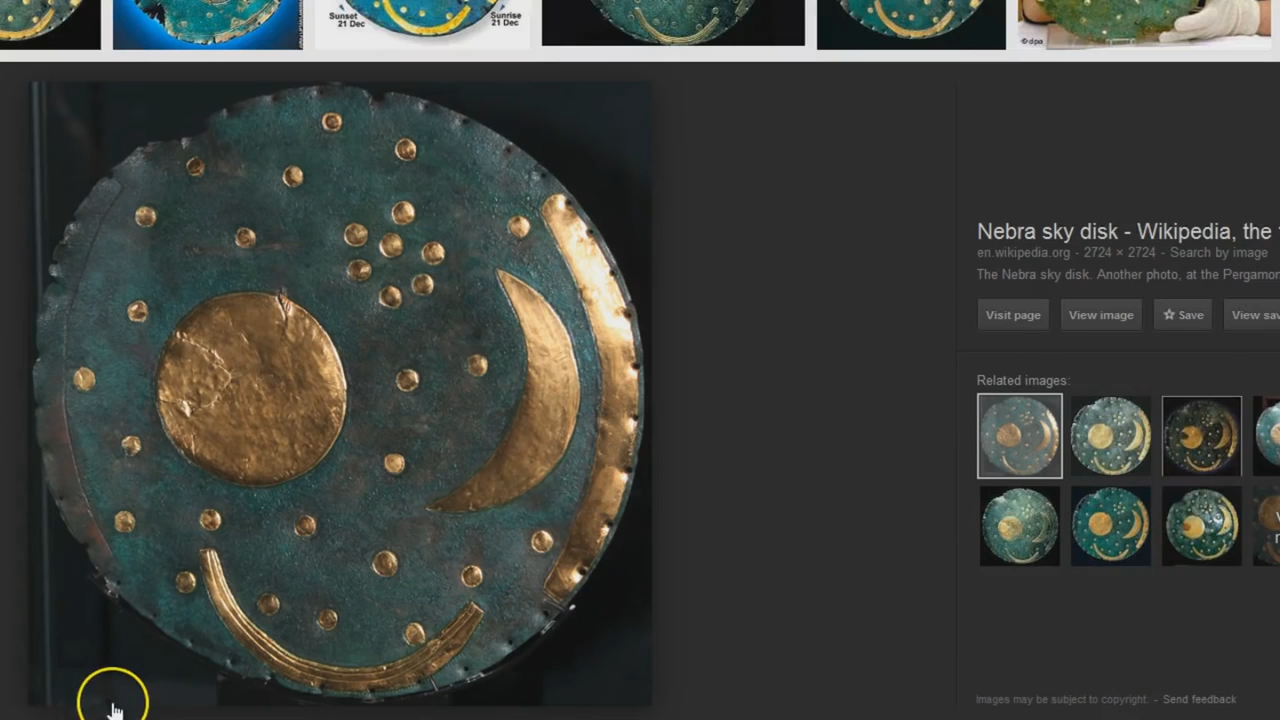 Sunset
21 Dec
Sunrise
21 Dec
© dpa
Nebra sky disk - Wikipedia, the
en.wikipedia.org - 2724 × 2724 - Search by image
The Nebra sky disk. Another photo, at the
Visit page
View image
Save
View
Related images:
Images may be subject to copyright. - Send feedback